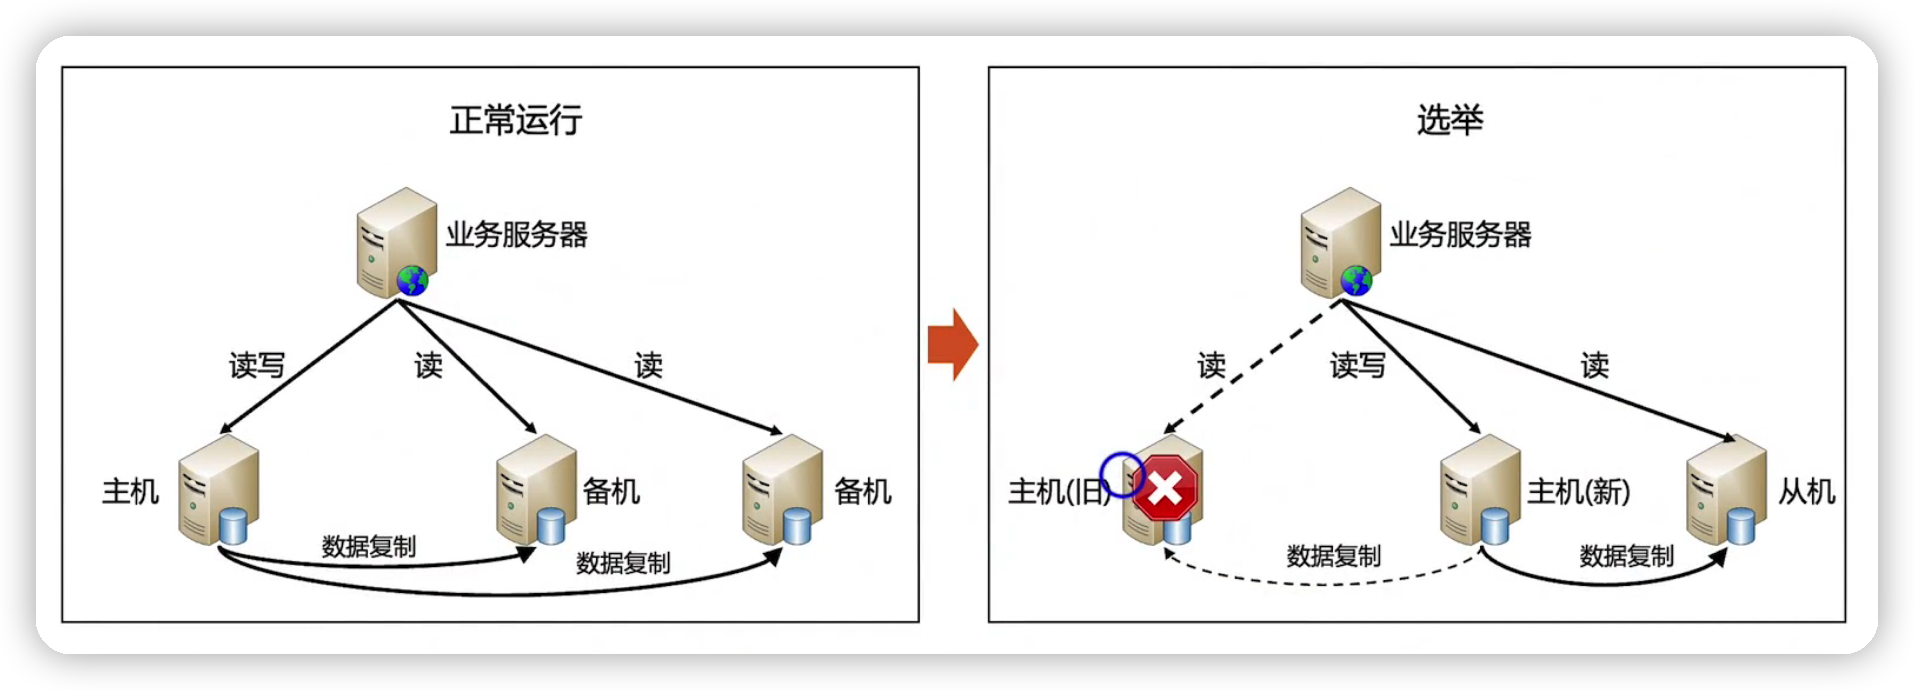 正常运行
业务服务器
读写
读
读
主机
备机
备机
数据复制
数据复制
选举
业务服务器
读
读写
读
主机(旧)
主机(新)
从机
数据复制
数据复制